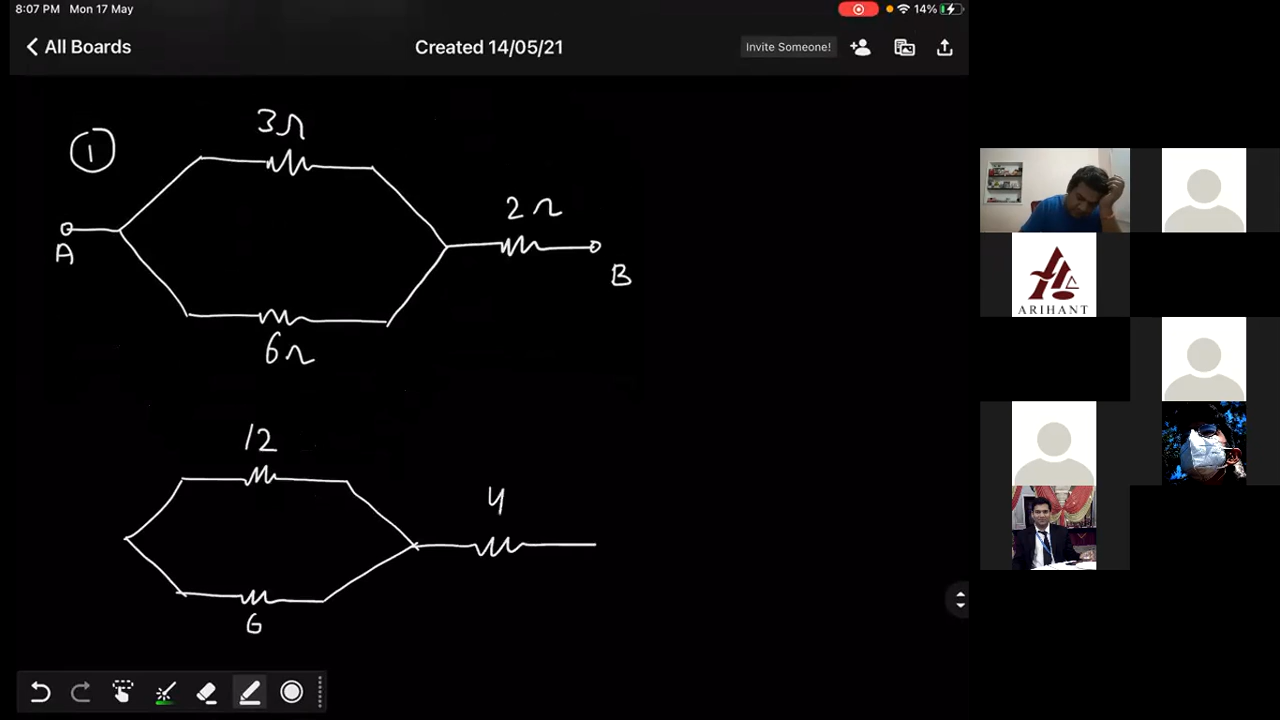 8:07 PM Mon 17 May
14%
All Boards
Created 14/05/21
Invite Someone!
1
3Ω
2Ω
A
B
6Ω
12
4
6
ARIHANT